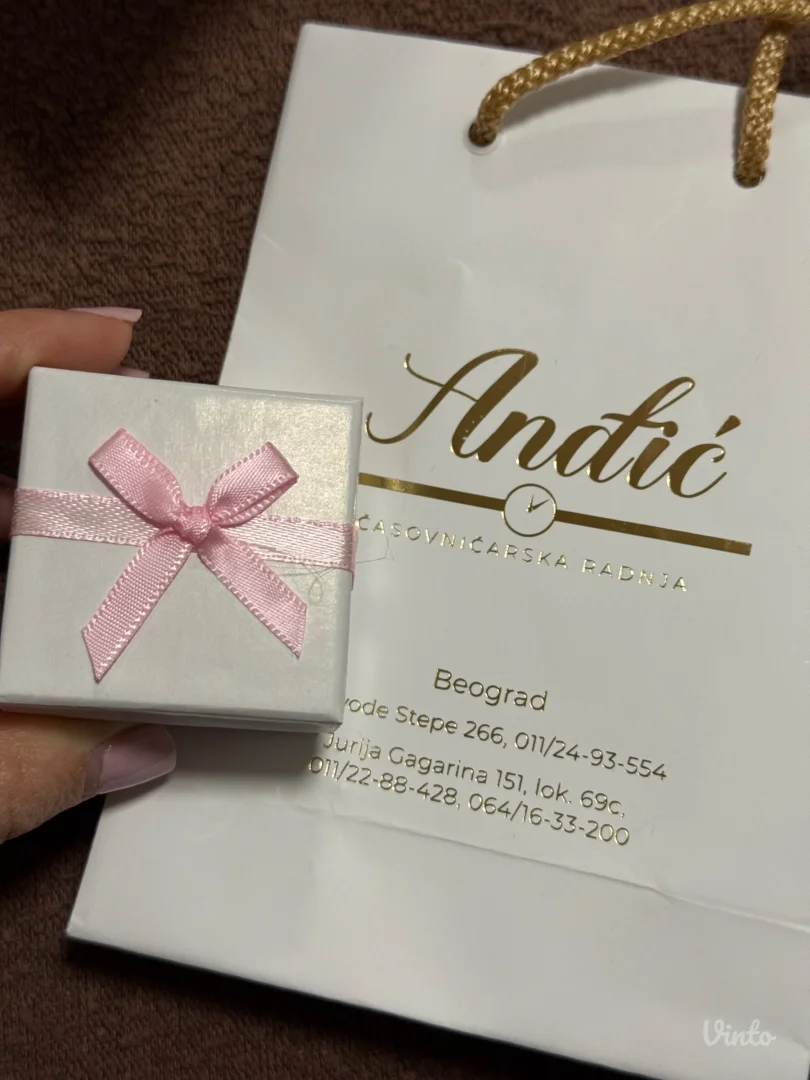 Anđić
ČASOVNIČARSKA RADNJA
Beograd
vode Stepe 266, 011/24-93-554
Jurija Gagarina 151, lok. 69c,
011/22-88-428, 064/16-33-200
Vinto